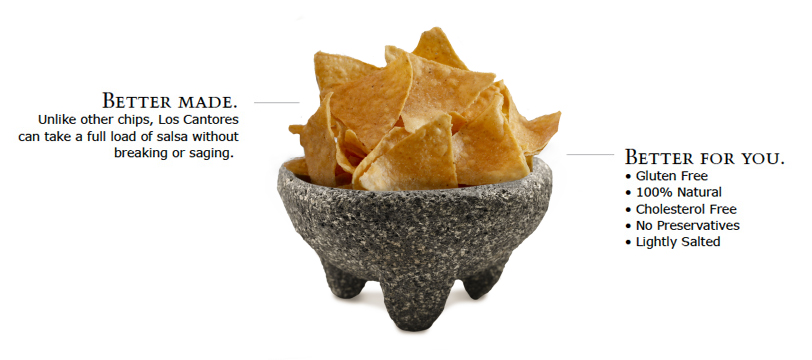 Better made.
Unlike other chips, Los Cantores
can take a full load of salsa without
breaking or saging.
Better for you.
• Gluten Free
• 100% Natural
• Cholesterol Free
• No Preservatives
• Lightly Salted